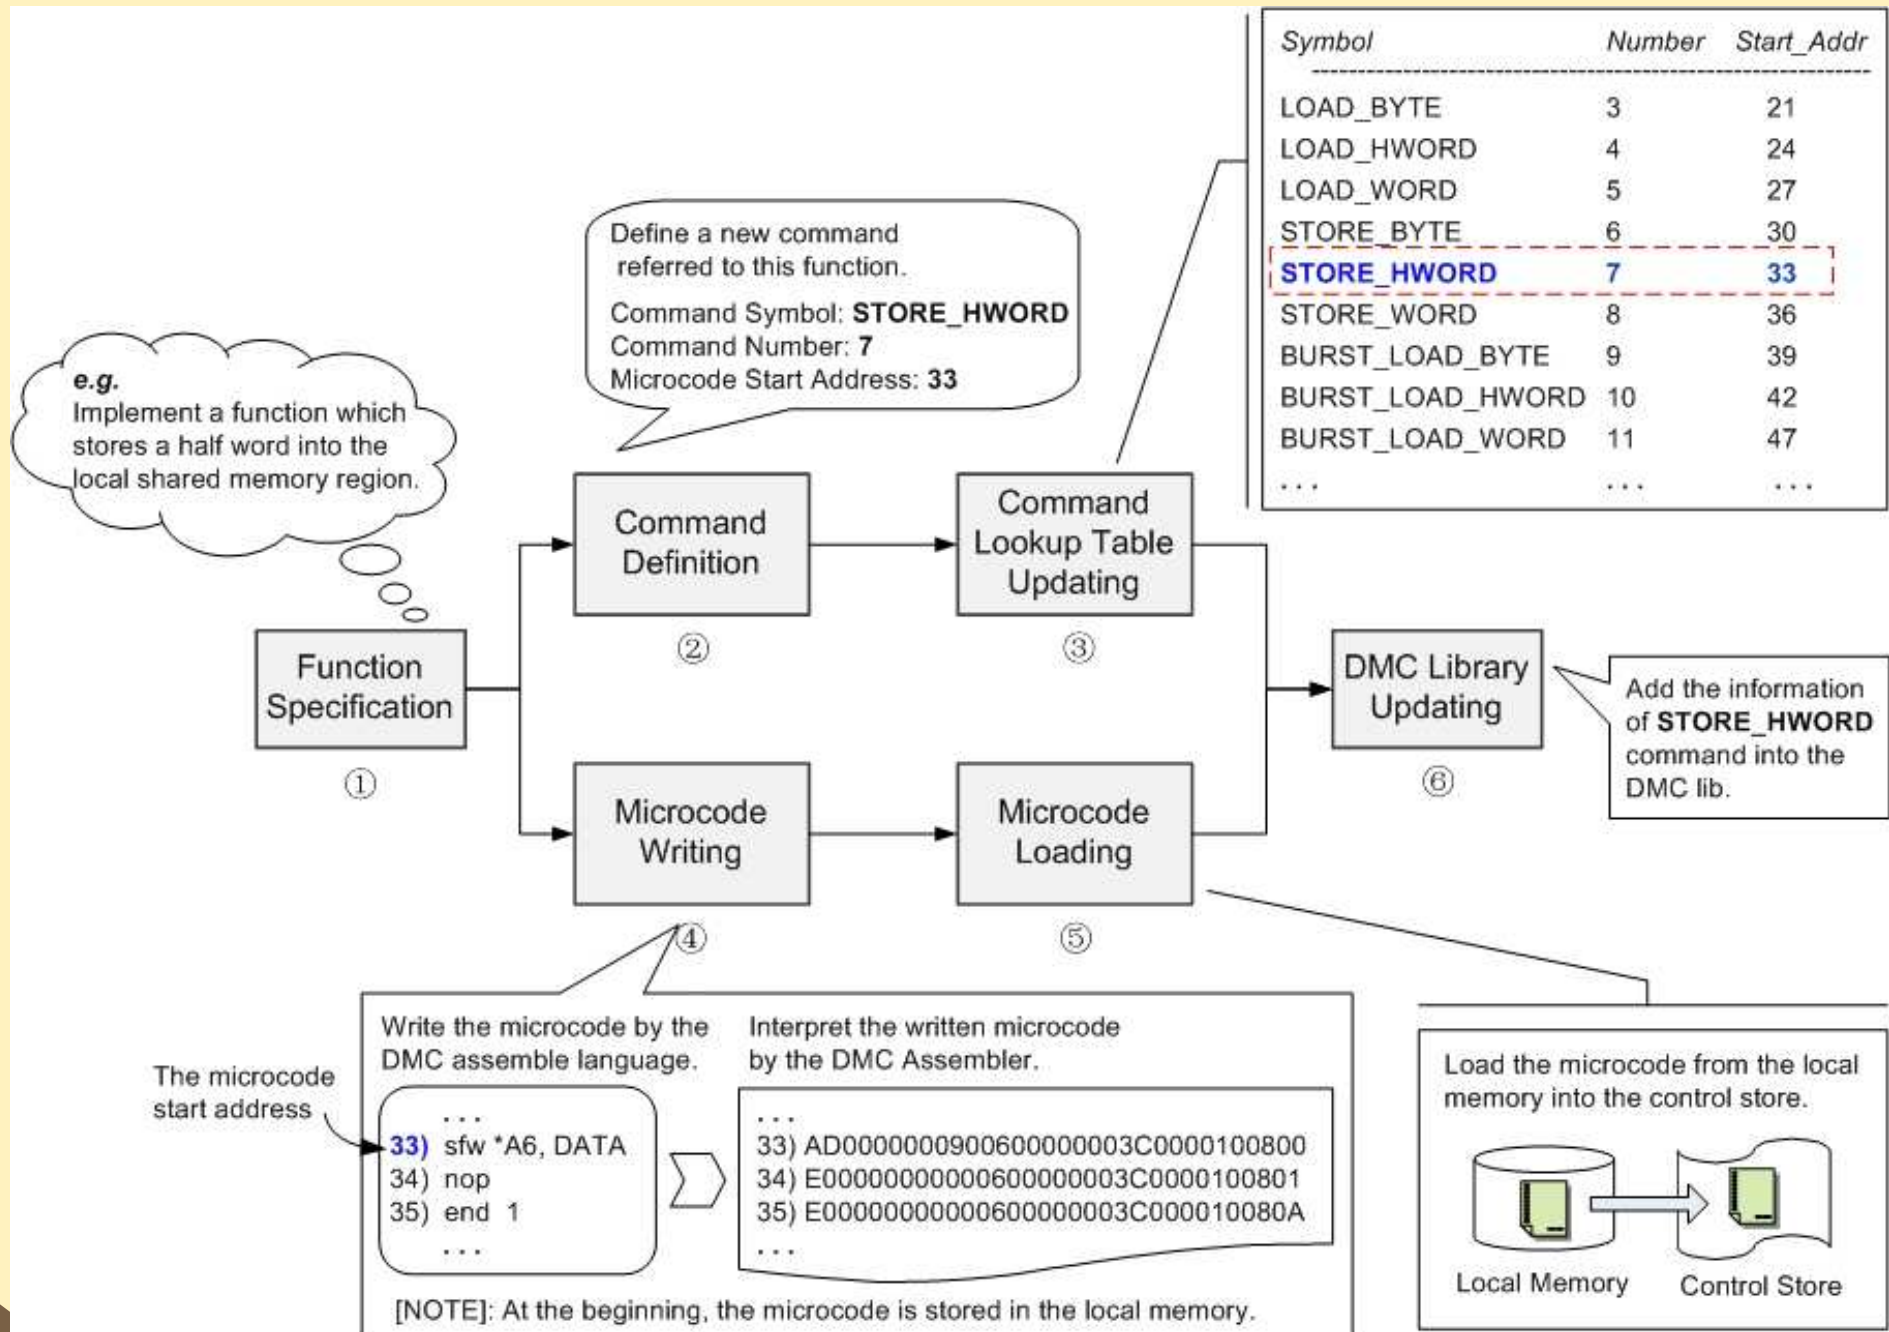 Symbol Number Start_Addr
LOAD_BYTE 3 21
LOAD_HWORD 4 24
LOAD_WORD 5 27
STORE_BYTE 6 30
STORE_HWORD 7 33
STORE_WORD 8 36
BURST_LOAD_BYTE 9 39
BURST_LOAD_HWORD 10 42
BURST_LOAD_WORD 11 47
... ... ...
Define a new command
referred to this function.
Command Symbol: STORE_HWORD
Command Number: 7
Microcode Start Address: 33
e.g.
Implement a function which
stores a half word into the
local shared memory region.
Function
Specification
①
Command
Definition
②
Command
Lookup Table
Updating
③
Microcode
Writing
④
Microcode
Loading
⑤
DMC Library
Updating
⑥
Add the information
of STORE_HWORD
command into the
DMC lib.
The microcode
start address
Write the microcode by the
DMC assemble language.
...
33) sfw *A6, DATA
34) nop
35) end 1
...
Interpret the written microcode
by the DMC Assembler.
...
33) AD0000000900600000003C0000100800
34) E00000000000600000003C0000100801
35) E00000000000600000003C000010080A
...
[NOTE]: At the beginning, the microcode is stored in the local memory.
Load the microcode from the local
memory into the control store.
Local Memory
Control Store